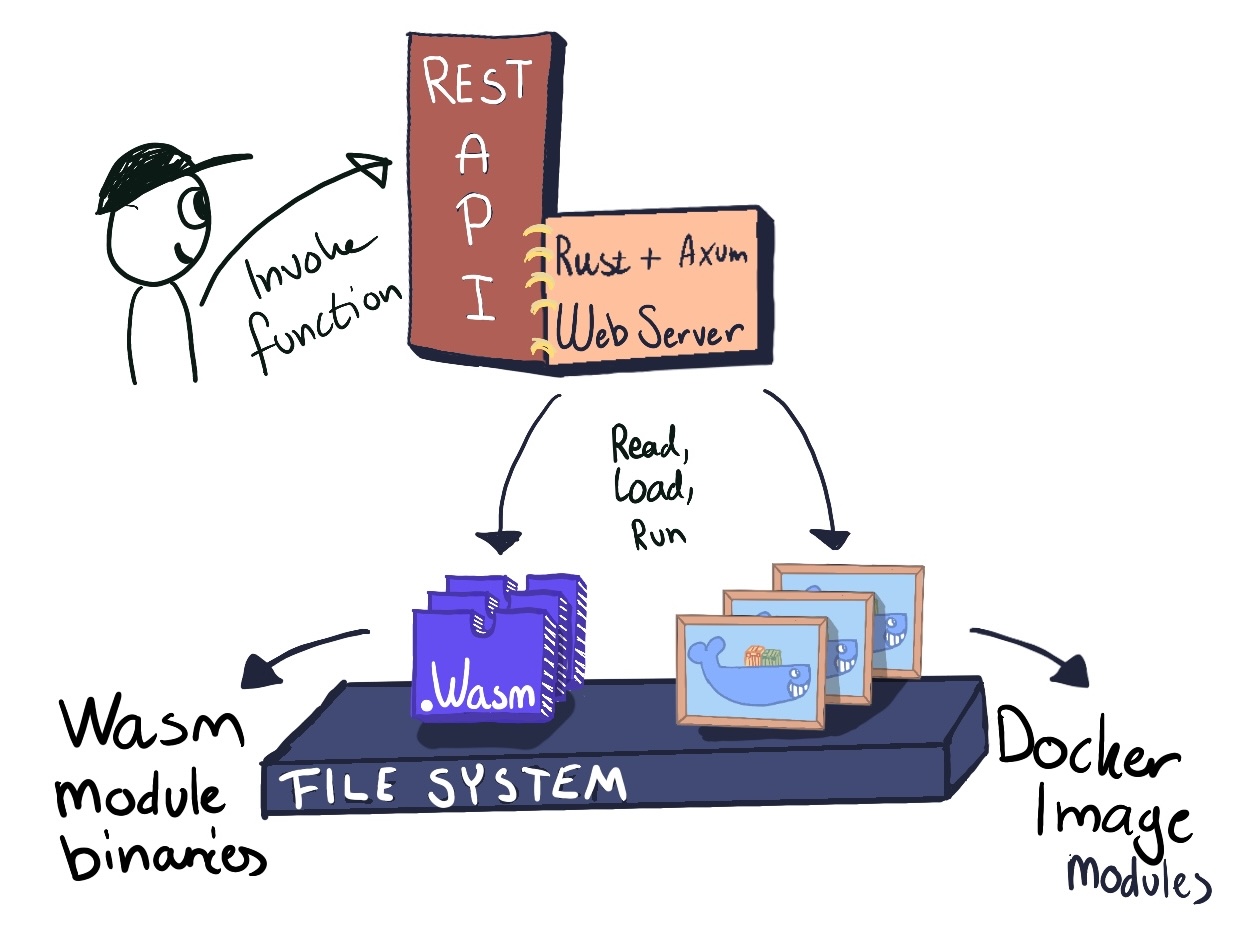 REST
A
P
I
Rust + Axum
Web Server
Invoke
function
Read,
Load,
Run
.Wasm
FILE SYSTEM
Wasm
module
binaries
Docker
Image
Modules